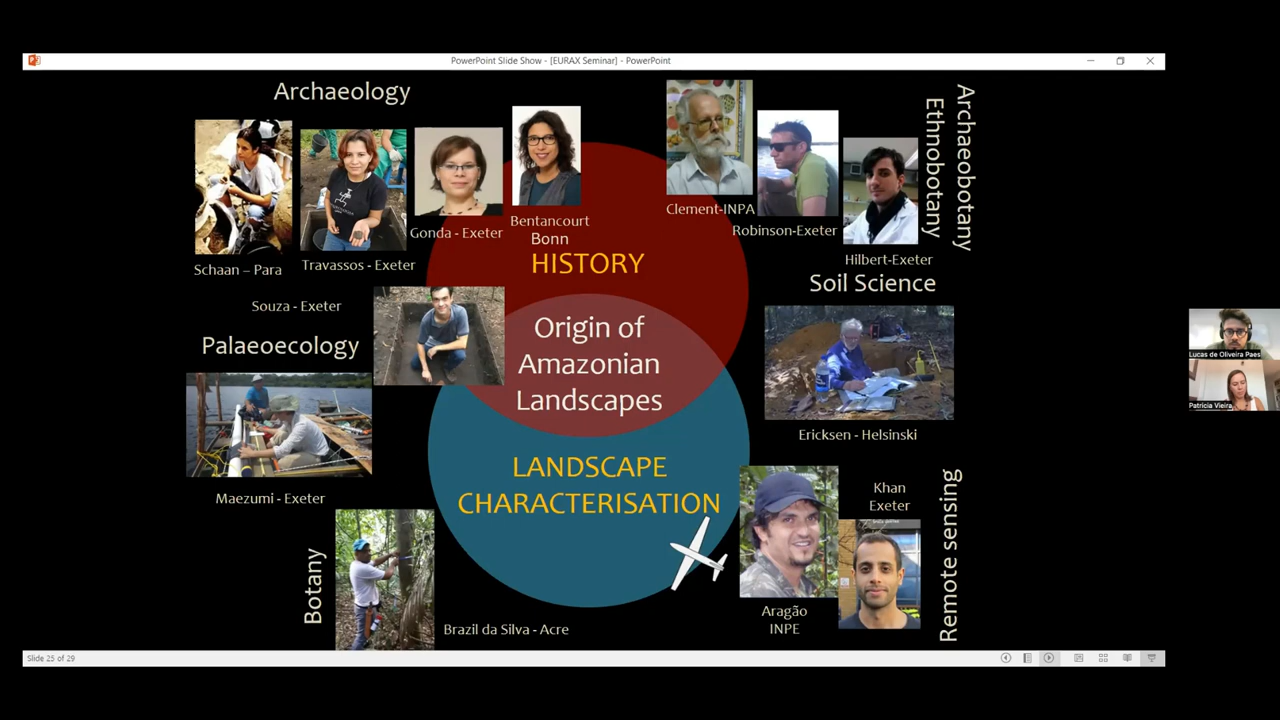 PowerPoint Slide Show - [EURAX Seminar] - PowerPoint
Archaeology
Schaan – Para
Travassos - Exeter
Gonda - Exeter
Bentancourt
Bonn
Clement-INPA
Robinson-Exeter
Hilbert-Exeter
Archaeobotany
Ethnobotany
Souza - Exeter
HISTORY
Soil Science
Origin of
Amazonian
Landscapes
Palaeoecology
Maezumi - Exeter
Ericksen - Helsinki
LANDSCAPE
CHARACTERISATION
Khan
Exeter
Remote sensing
Aragão
INPE
Botany
Brazil da Silva - Acre
Lucas de Oliveira Paes
Patricia Vieira
Slide 25 of 29